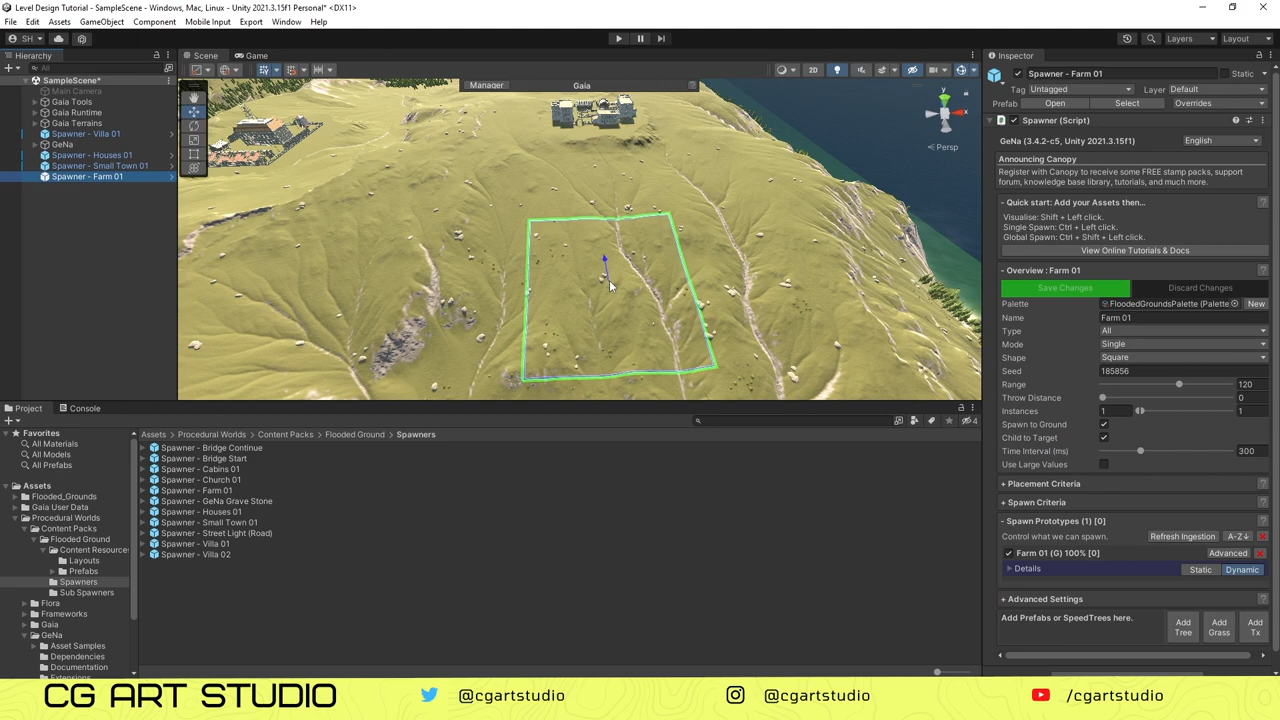 Level Design Tutorial - SampleScene - Windows, Mac, Linux - Unity 2021.3.15f1 Personal* <DX11>
File Edit Assets GameObject Component Mobile Input Export Window Help
SH
Layers Layout
Hierarchy
All
SampleScene*
Main Camera
Gaia Tools
Gaia Runtime
Gaia Terrains
Spawner - Villa 01
GeNa
Spawner - Houses 01
Spawner - Small Town 01
Spawner - Farm 01
Scene Game
2D
Manager Gaia
y
x
Persp
Inspector
Spawner - Farm 01 Static
Tag Untagged Layer Default
Prefab Open Select Overrides
Spawner (Script)
GeNa (3.4.2-c5, Unity 2021.3.15f1) English
Announcing Canopy
Register with Canopy to receive some FREE stamp packs, support
forum, knowledge base library, tutorials, and much more.
- Quick start: Add your Assets then...
Visualise: Shift + Left click.
Single Spawn: Ctrl + Left click.
Global Spawn: Ctrl + Shift + Left click.
View Online Tutorials & Docs
- Overview : Farm 01
Save Changes Discard Changes
Palette FloodedGroundsPalette (Palette New
Name Farm 01
Type All
Mode Single
Shape Square
Seed 185856
Range 120
Throw Distance 0
Instances 1 1
Spawn to Ground
Child to Target
Time Interval (ms) 300
Use Large Values
+ Placement Criteria
+ Spawn Criteria
- Spawn Prototypes (1) [0]
Control what we can spawn. Refresh Ingestion A-Z↓
Farm 01 (G) 100% [0] Advanced
Details Static Dynamic
+ Advanced Settings
Add Prefabs or SpeedTrees here.
Add Tree
Add Grass
Add Tx
Project Console
4
Favorites
All Materials
All Models
All Prefabs
Assets
Flooded_Grounds
Gaia User Data
Procedural Worlds
Content Packs
Flooded Ground
Content Resources
Layouts
Prefabs
Spawners
Sub Spawners
Flora
Frameworks
Gaia
GeNa
Asset Samples
Dependencies
Documentation
Assets > Procedural Worlds > Content Packs > Flooded Ground > Spawners
Spawner - Bridge Continue
Spawner - Bridge Start
Spawner - Cabins 01
Spawner - Church 01
Spawner - Farm 01
Spawner - GeNa Grave Stone
Spawner - Houses 01
Spawner - Small Town 01
Spawner - Street Light (Road)
Spawner - Villa 01
Spawner - Villa 02
CG ART STUDIO @cgartstudio @cgartstudio /cgartstudio